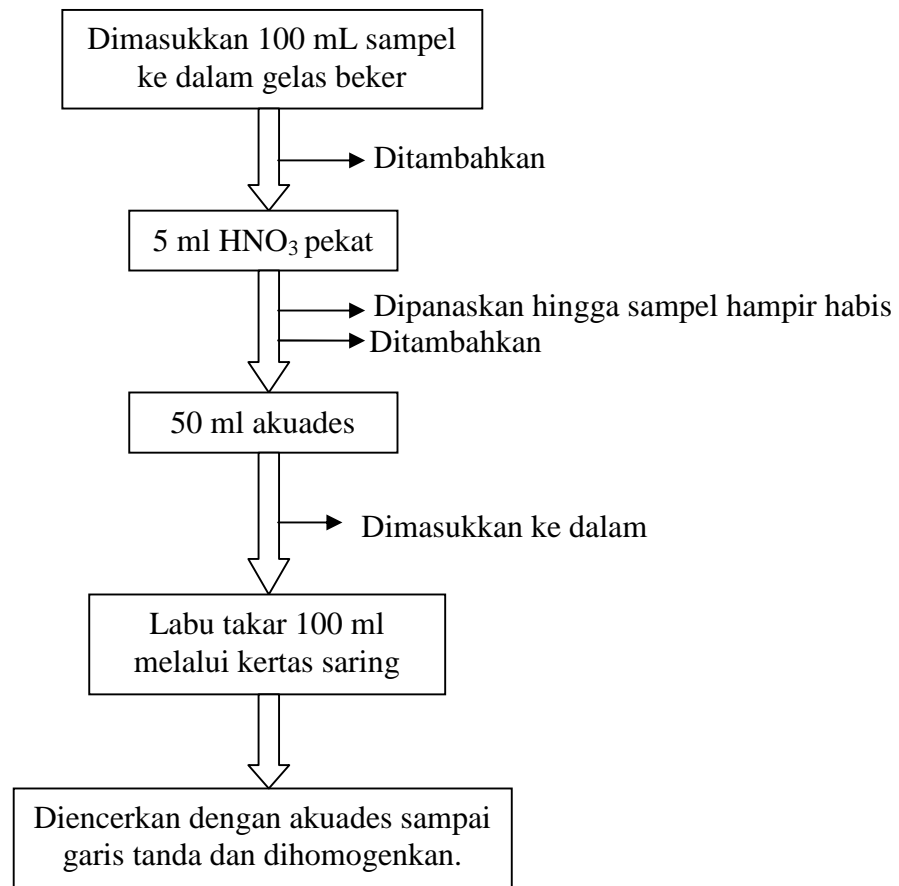 Dimasukkan 100 mL sampel
ke dalam gelas beker
Ditambahkan
5 ml HNO₃ pekat
Dipanaskan hingga sampel hampir habis
Ditambahkan
50 ml akuades
Dimasukkan ke dalam
Labu takar 100 ml
melalui kertas saring
Diencerkan dengan akuades sampai
garis tanda dan dihomogenkan.